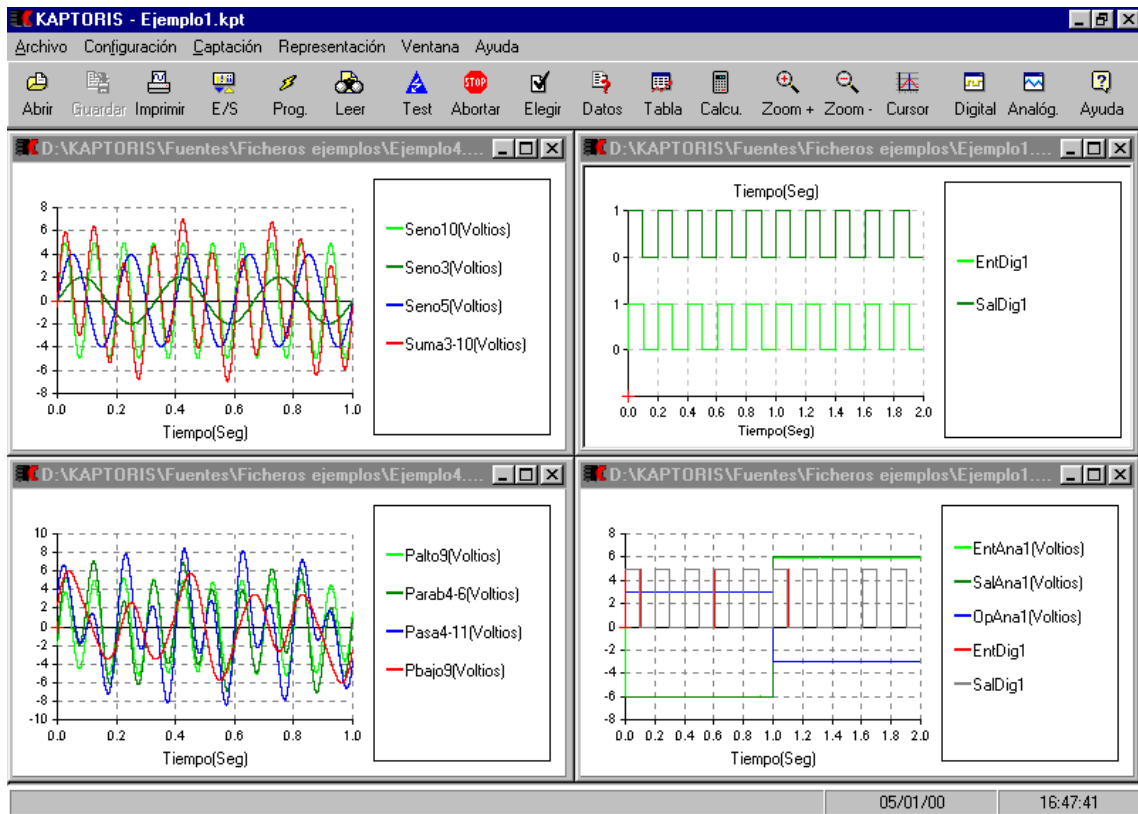 KAPTORIS - Ejemplo1.kpt
Archivo Configuración Captación Representación Ventana Ayuda
STOP
Abrir Guardar Imprimir E/S Prog. Leer Test Abortar Elegir Datos Tabla Calcu. Zoom + Zoom - Cursor Digital Analóg. Ayuda
D:\KAPTORIS\Fuentes\Ficheros ejemplos\Ejemplo4....
8
6
4
2
0
-2
-4
-6
-8
0.0 0.2 0.4 0.6 0.8 1.0
Tiempo(Seg)
Seno10(Voltios)
Seno3(Voltios)
Seno5(Voltios)
Suma3-10(Voltios)
D:\KAPTORIS\Fuentes\Ficheros ejemplos\Ejemplo1....
Tiempo(Seg)
1
0
1
0
0.0 0.2 0.4 0.6 0.8 1.0 1.2 1.4 1.6 1.8 2.0
Tiempo(Seg)
EntDig1
SalDig1
D:\KAPTORIS\Fuentes\Ficheros ejemplos\Ejemplo4....
10
8
6
4
2
0
-2
-4
-6
-8
-10
0.0 0.2 0.4 0.6 0.8 1.0
Tiempo(Seg)
Palto9(Voltios)
Parab4-6(Voltios)
Pasa4-11(Voltios)
Pbajo9(Voltios)
D:\KAPTORIS\Fuentes\Ficheros ejemplos\Ejemplo1....
8
6
4
2
0
-2
-4
-6
-8
0.0 0.2 0.4 0.6 0.8 1.0 1.2 1.4 1.6 1.8 2.0
Tiempo(Seg)
EntAna1(Voltios)
SalAna1(Voltios)
OpAna1(Voltios)
EntDig1
SalDig1
05/01/00 16:47:41